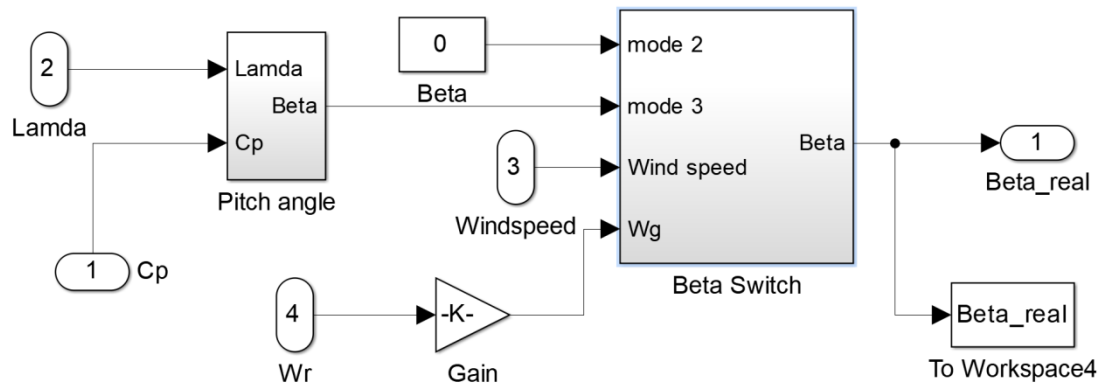 2
Lamda
Lamda
Beta
Cp
Pitch angle
1
Cp
0
Beta
3
Windspeed
4
Wr
-K-
Gain
mode 2
mode 3
Wind speed
Wg
Beta
Beta Switch
1
Beta_real
Beta_real
To Workspace4